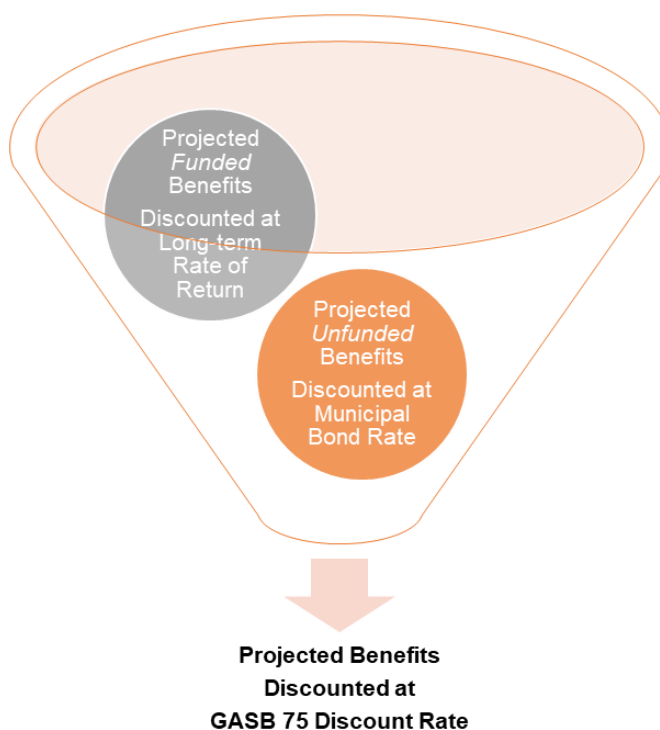 Projected
Funded
Benefits
Discounted at
Long-term
Rate of
Return
Projected
Unfunded
Benefits
Discounted at
Municipal
Bond Rate
Projected Benefits
Discounted at
GASB 75 Discount Rate